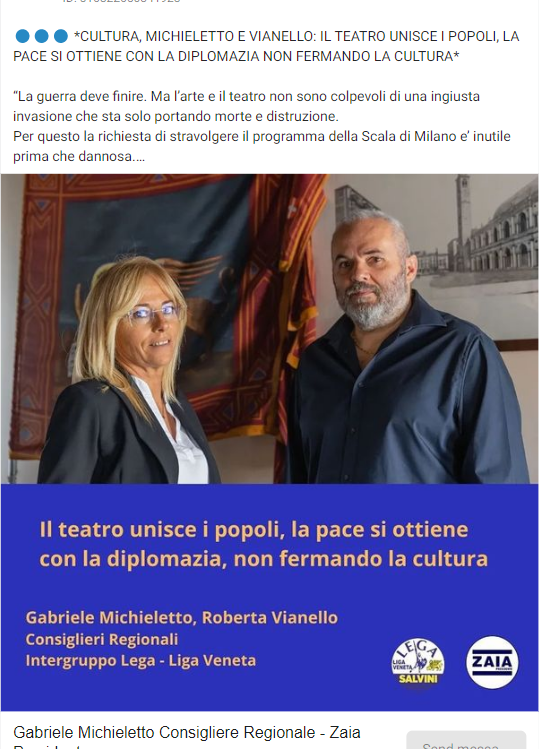 🔵🔵🔵 *CULTURA, MICHIELETTO E VIANELLO: IL TEATRO UNISCE I POPOLI, LA
PACE SI OTTIENE CON LA DIPLOMAZIA NON FERMANDO LA CULTURA*
“La guerra deve finire. Ma l'arte e il teatro non sono colpevoli di una ingiusta
invasione che sta solo portando morte e distruzione.
Per questo la richiesta di stravolgere il programma della Scala di Milano e’ inutile
prima che dannosa....
Il teatro unisce i popoli, la pace si ottiene
con la diplomazia, non fermando la cultura
Gabriele Michieletto, Roberta Vianello
Consiglieri Regionali
Intergruppo Lega - Liga Veneta
LEGA
LIGA
VENETA
SALVINI
ZAIA
Gabriele Michieletto Consigliere Regionale - Zaia